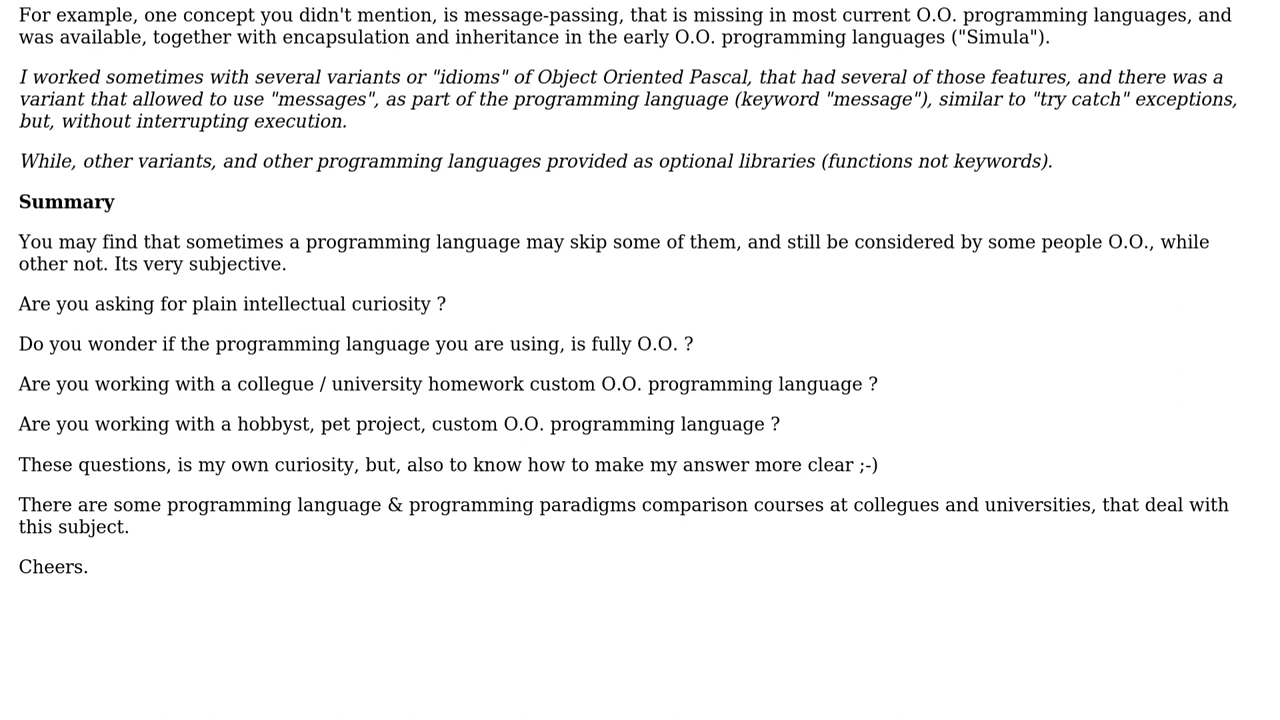 For example, one concept you didn't mention, is message-passing, that is missing in most current O.O. programming languages, and
was available, together with encapsulation and inheritance in the early O.O. programming languages ("Simula").
I worked sometimes with several variants or "idioms" of Object Oriented Pascal, that had several of those features, and there was a
variant that allowed to use "messages", as part of the programming language (keyword "message"), similar to "try catch" exceptions,
but, without interrupting execution.
While, other variants, and other programming languages provided as optional libraries (functions not keywords).
Summary
You may find that sometimes a programming language may skip some of them, and still be considered by some people O.O., while
other not. Its very subjective.
Are you asking for plain intellectual curiosity ?
Do you wonder if the programming language you are using, is fully O.O. ?
Are you working with a collegue / university homework custom O.O. programming language ?
Are you working with a hobbyst, pet project, custom O.O. programming language ?
These questions, is my own curiosity, but, also to know how to make my answer more clear ;-)
There are some programming language & programming paradigms comparison courses at collegues and universities, that deal with
this subject.
Cheers.